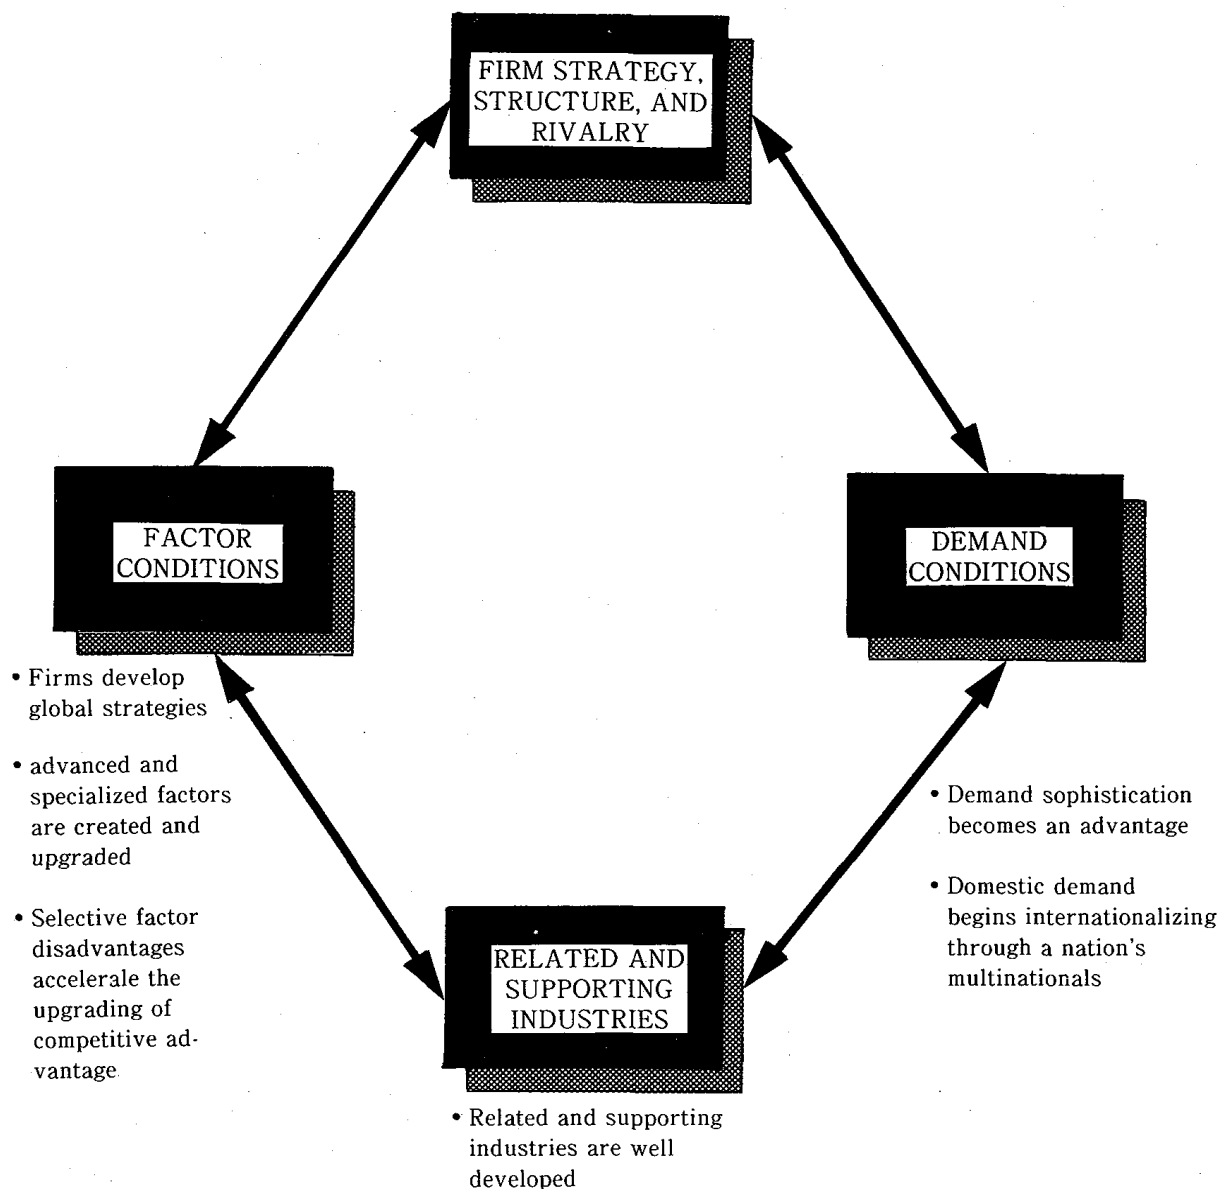 FIRM STRATEGY,
STRUCTURE, AND
RIVALRY
FACTOR
CONDITIONS
DEMAND
CONDITIONS
• Firms develop
global strategies
• advanced and
specialized factors
are created and
upgraded
• Selective factor
disadvantages
accelerale the
upgrading of
competitive ad-
vantage
• Demand sophistication
becomes an advantage
• Domestic demand
begins internationalizing
through a nation's
multinationals
RELATED AND
SUPPORTING
INDUSTRIES
• Related and supporting
industries are well
developed